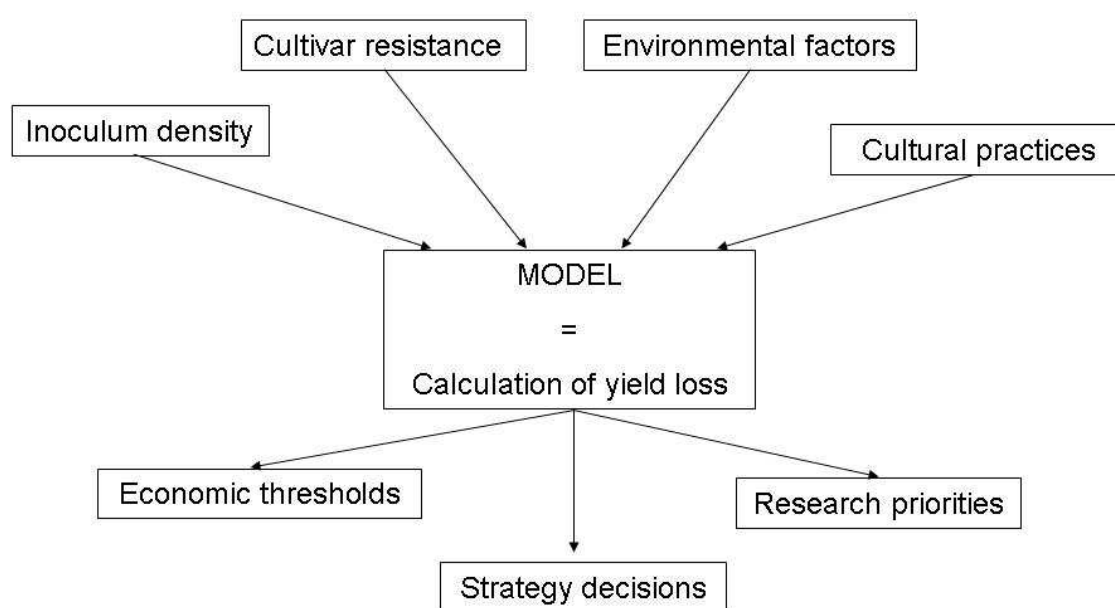 Cultivar resistance
Environmental factors
Inoculum density
Cultural practices
MODEL
=
Calculation of yield loss
Economic thresholds
Research priorities
Strategy decisions